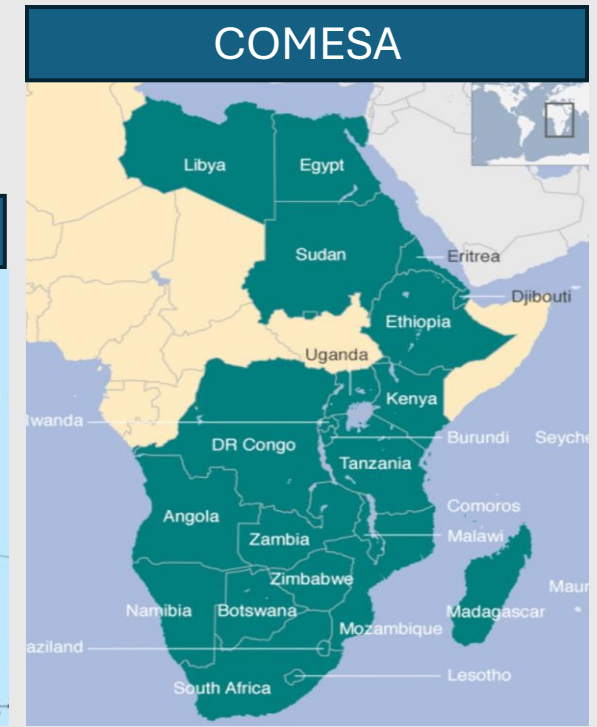 COMESA
Libya
Egypt
Sudan
Eritrea
Djibouti
Ethiopia
Uganda
Kenya
wanda
DR Congo
Burundi
Seyche
Tanzania
Comoros
Angola
Malawi
Zambia
Zimbabwe
Maur
Namibia
Botswana
Madagascar
Mozambique
aziland
Lesotho
South Africa